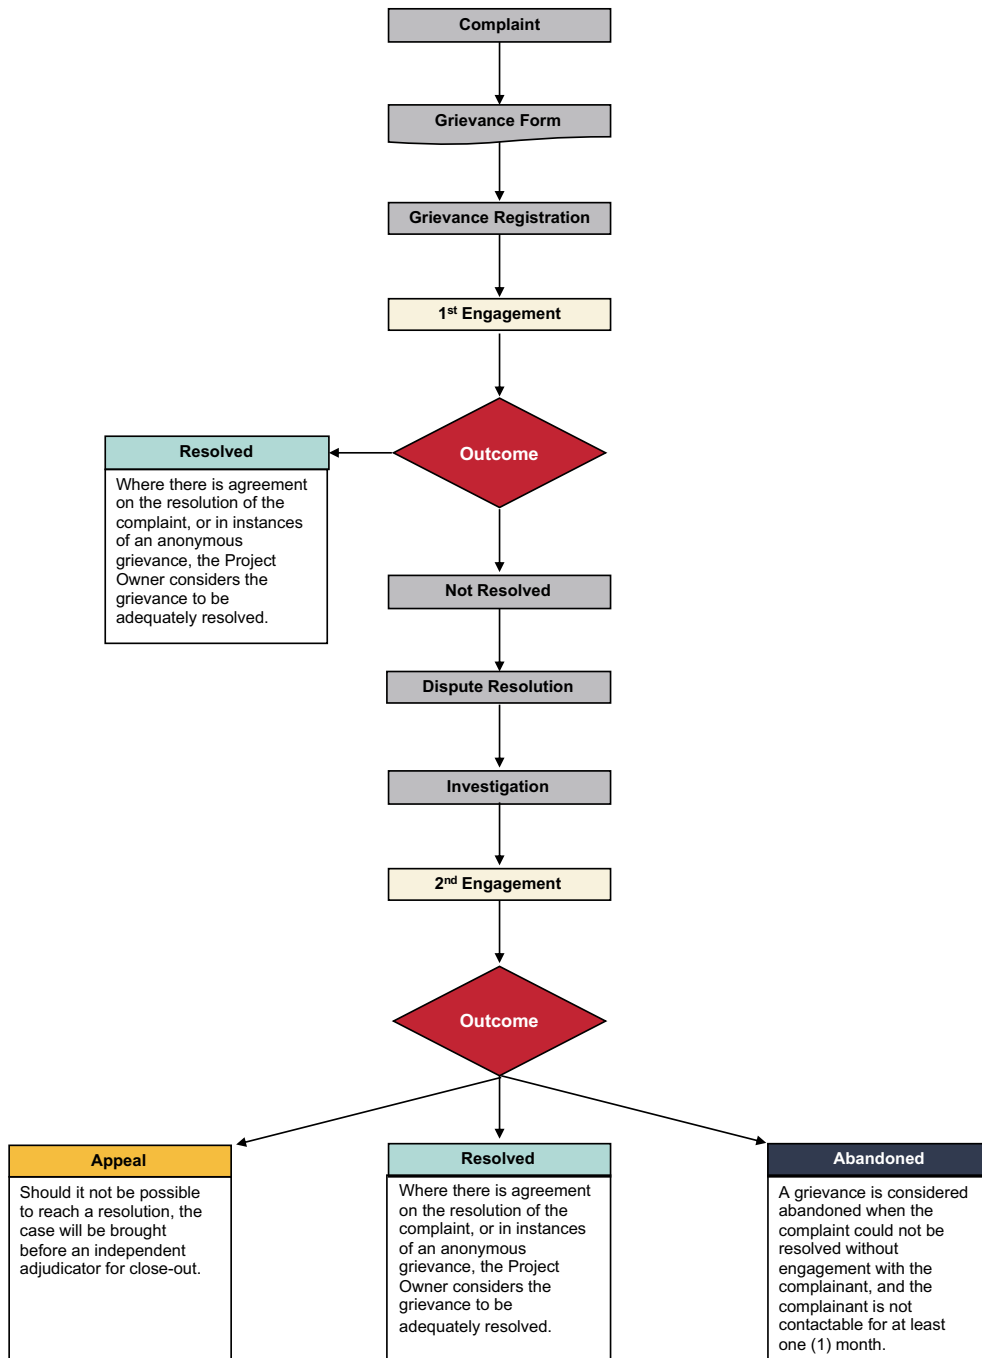 Complaint
Grievance Form
Grievance Registration
1st Engagement
Outcome
Resolved
Where there is agreement
on the resolution of the
complaint, or in instances
of an anonymous
grievance, the Project
Owner considers the
grievance to be
adequately resolved.
Not Resolved
Dispute Resolution
Investigation
2nd Engagement
Outcome
Appeal
Should it not be possible
to reach a resolution, the
case will be brought
before an independent
adjudicator for close-out.
Resolved
Where there is agreement
on the resolution of the
complaint, or in instances
of an anonymous
grievance, the Project
Owner considers the
grievance to be
adequately resolved.
Abandoned
A grievance is considered
abandoned when the
complaint could not be
resolved without
engagement with the
complainant, and the
complainant is not
contactable for at least
one (1) month.